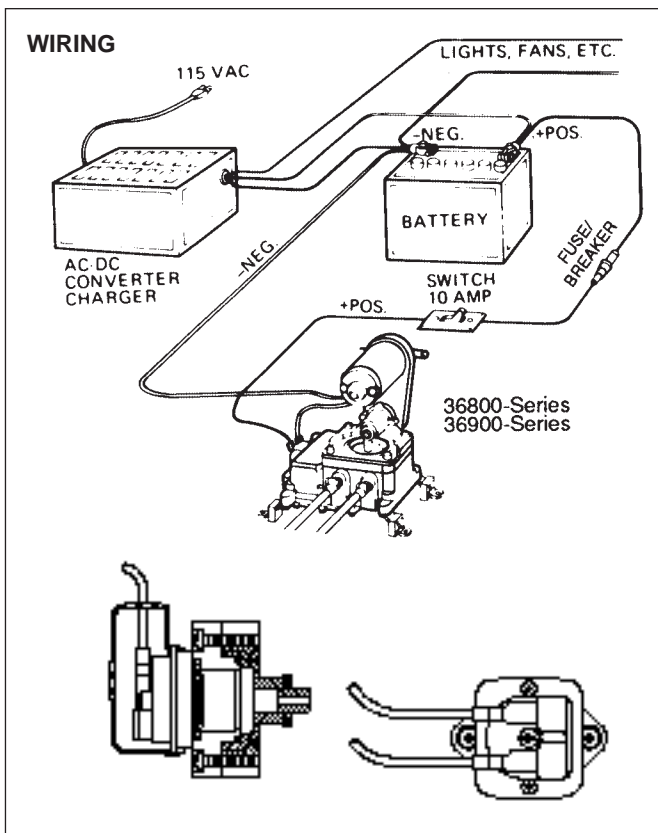 WIRING
LIGHTS, FANS, ETC.
115 VAC
-NEG.
+POS.
BATTERY
FUSE/
BREAKER
AC-DC
CONVERTER
CHARGER
-NEG.
SWITCH
10 AMP
+POS.
36800-Series
36900-Series